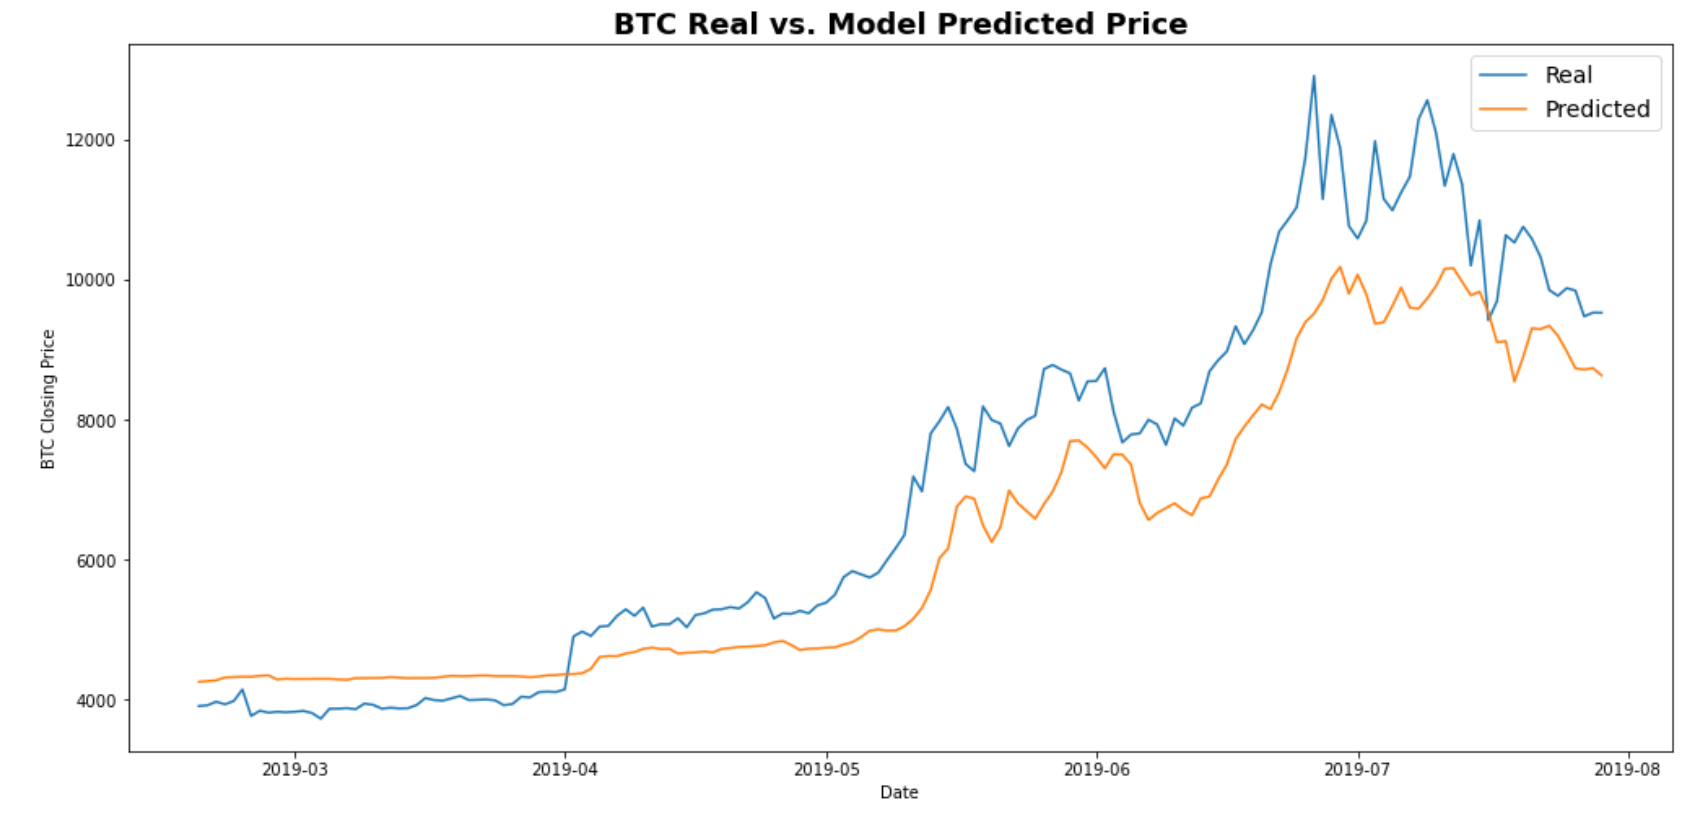 BTC Real vs. Model Predicted Price
Real
Predicted
12000
10000
8000
6000
4000
BTC Closing Price
2019-03 2019-04 2019-05 2019-06 2019-07 2019-08
Date